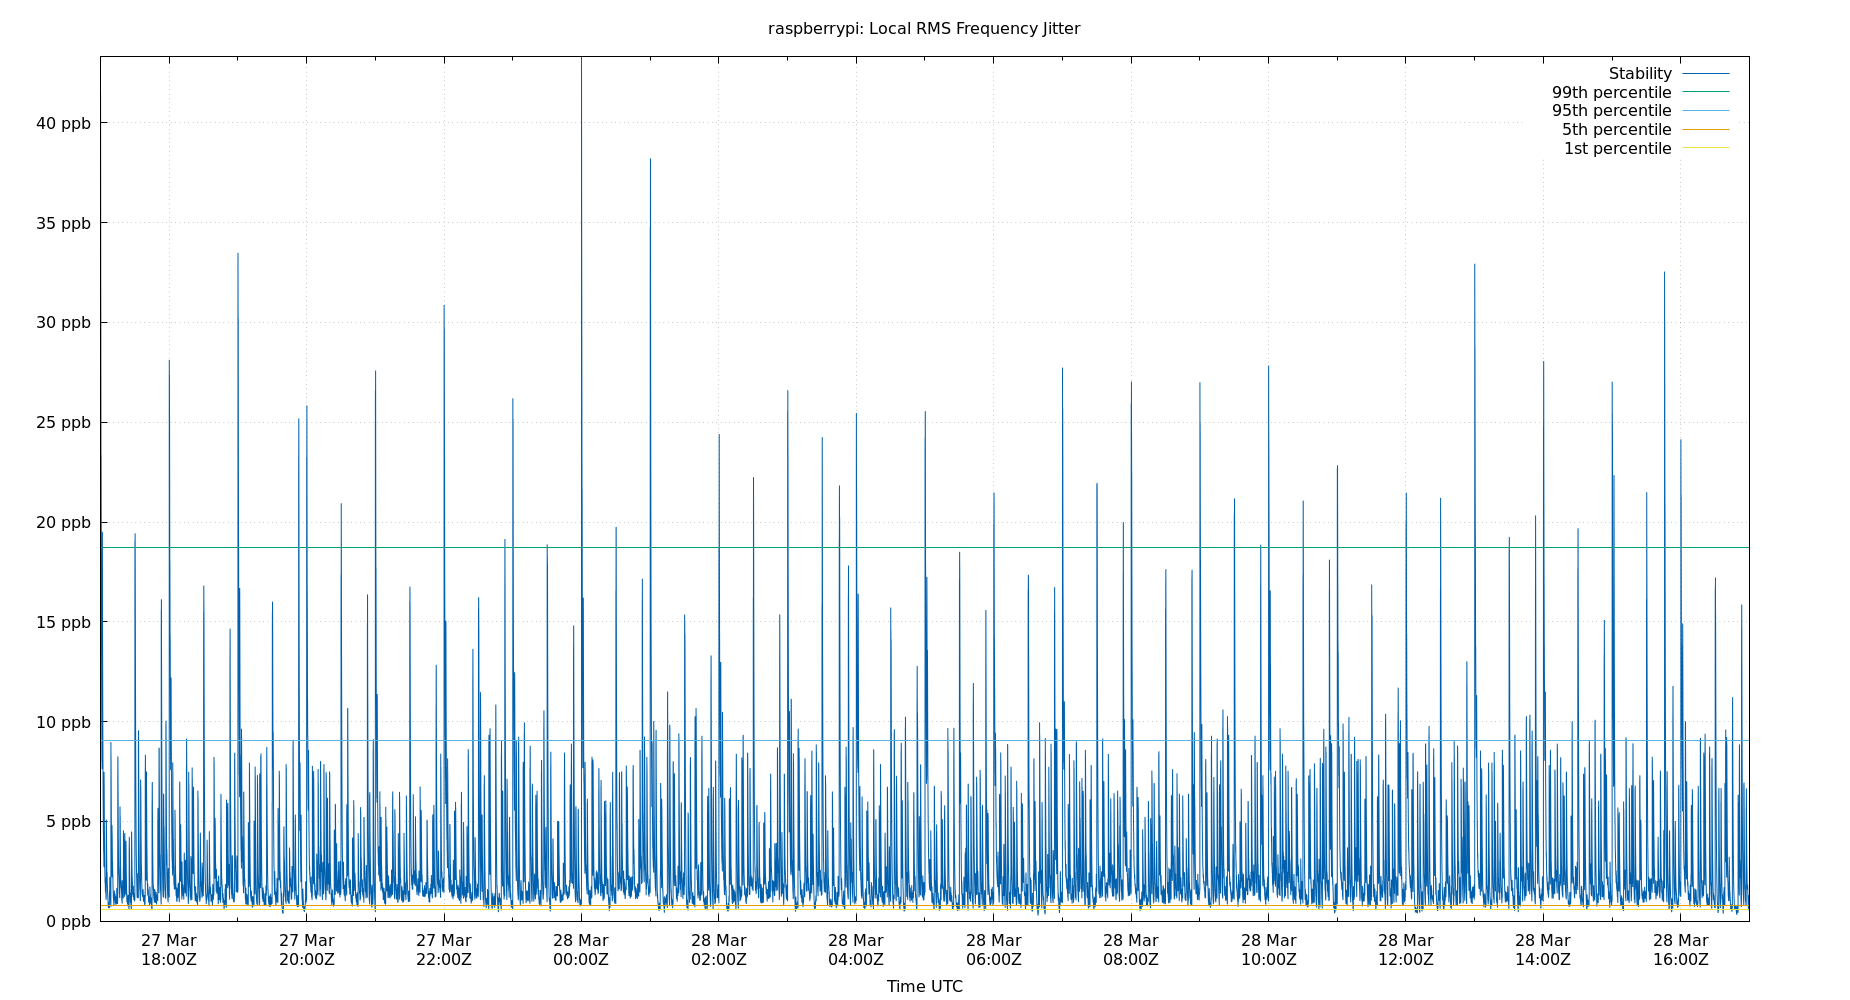 raspberrypi: Local RMS Frequency Jitter
Stability
99th percentile
95th percentile
5th percentile
1st percentile
40 ppb
35 ppb
30 ppb
25 ppb
20 ppb
15 ppb
10 ppb
5 ppb
0 ppb
27 Mar 27 Mar 27 Mar 28 Mar 28 Mar 28 Mar 28 Mar 28 Mar 28 Mar 28 Mar 28 Mar 28 Mar
18:00Z 20:00Z 22:00Z 00:00Z 02:00Z 04:00Z 06:00Z 08:00Z 10:00Z 12:00Z 14:00Z 16:00Z
Time UTC